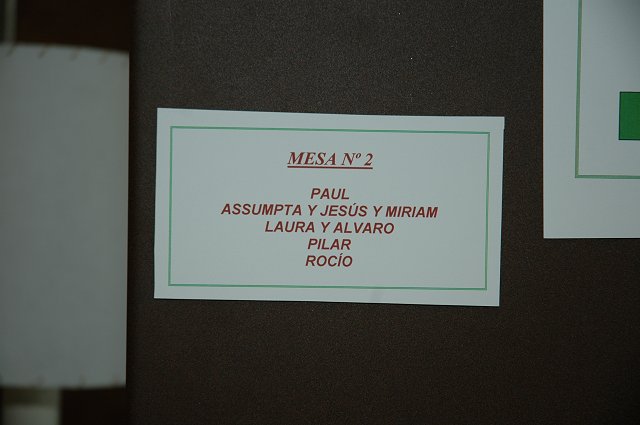 MESA Nº 2
PAUL
ASSUMPTA Y JESÚS Y MIRIAM
LAURA Y ALVARO
PILAR
ROCÍO